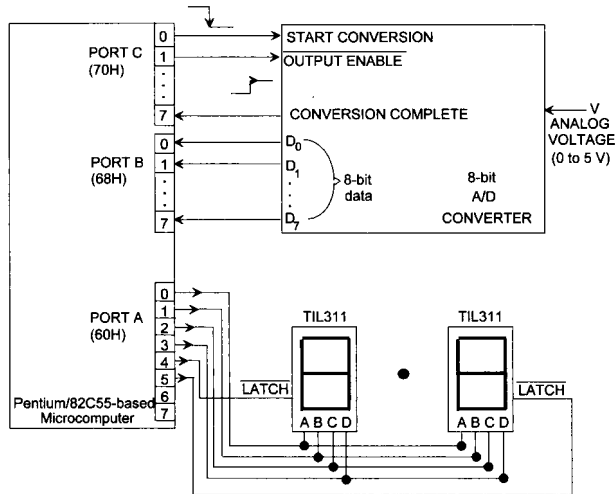 PORT C
(70H)
0
1
7
START CONVERSION
OUTPUT ENABLE
CONVERSION COMPLETE
V
ANALOG
VOLTAGE
(0 to 5 V)
PORT B
(68H)
0
1
7
D0
D1
D7
8-bit
data
8-bit
A/D
CONVERTER
PORT A
(60H)
0
1
2
3
4
5
6
7
Pentium/82C55-based
Microcomputer
TIL311
LATCH
A B C D
TIL311
LATCH
A B C D